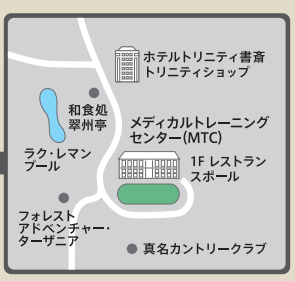 ホテルトリニティ書斎
トリニティショップ
和食処
翠州亭
メディカルトレーニング
センター(MTC)
ラク・レマン
プール
1F レストラン
スポール
フォレスト
アドベンチャー・
ターザニア
真名カントリークラブ